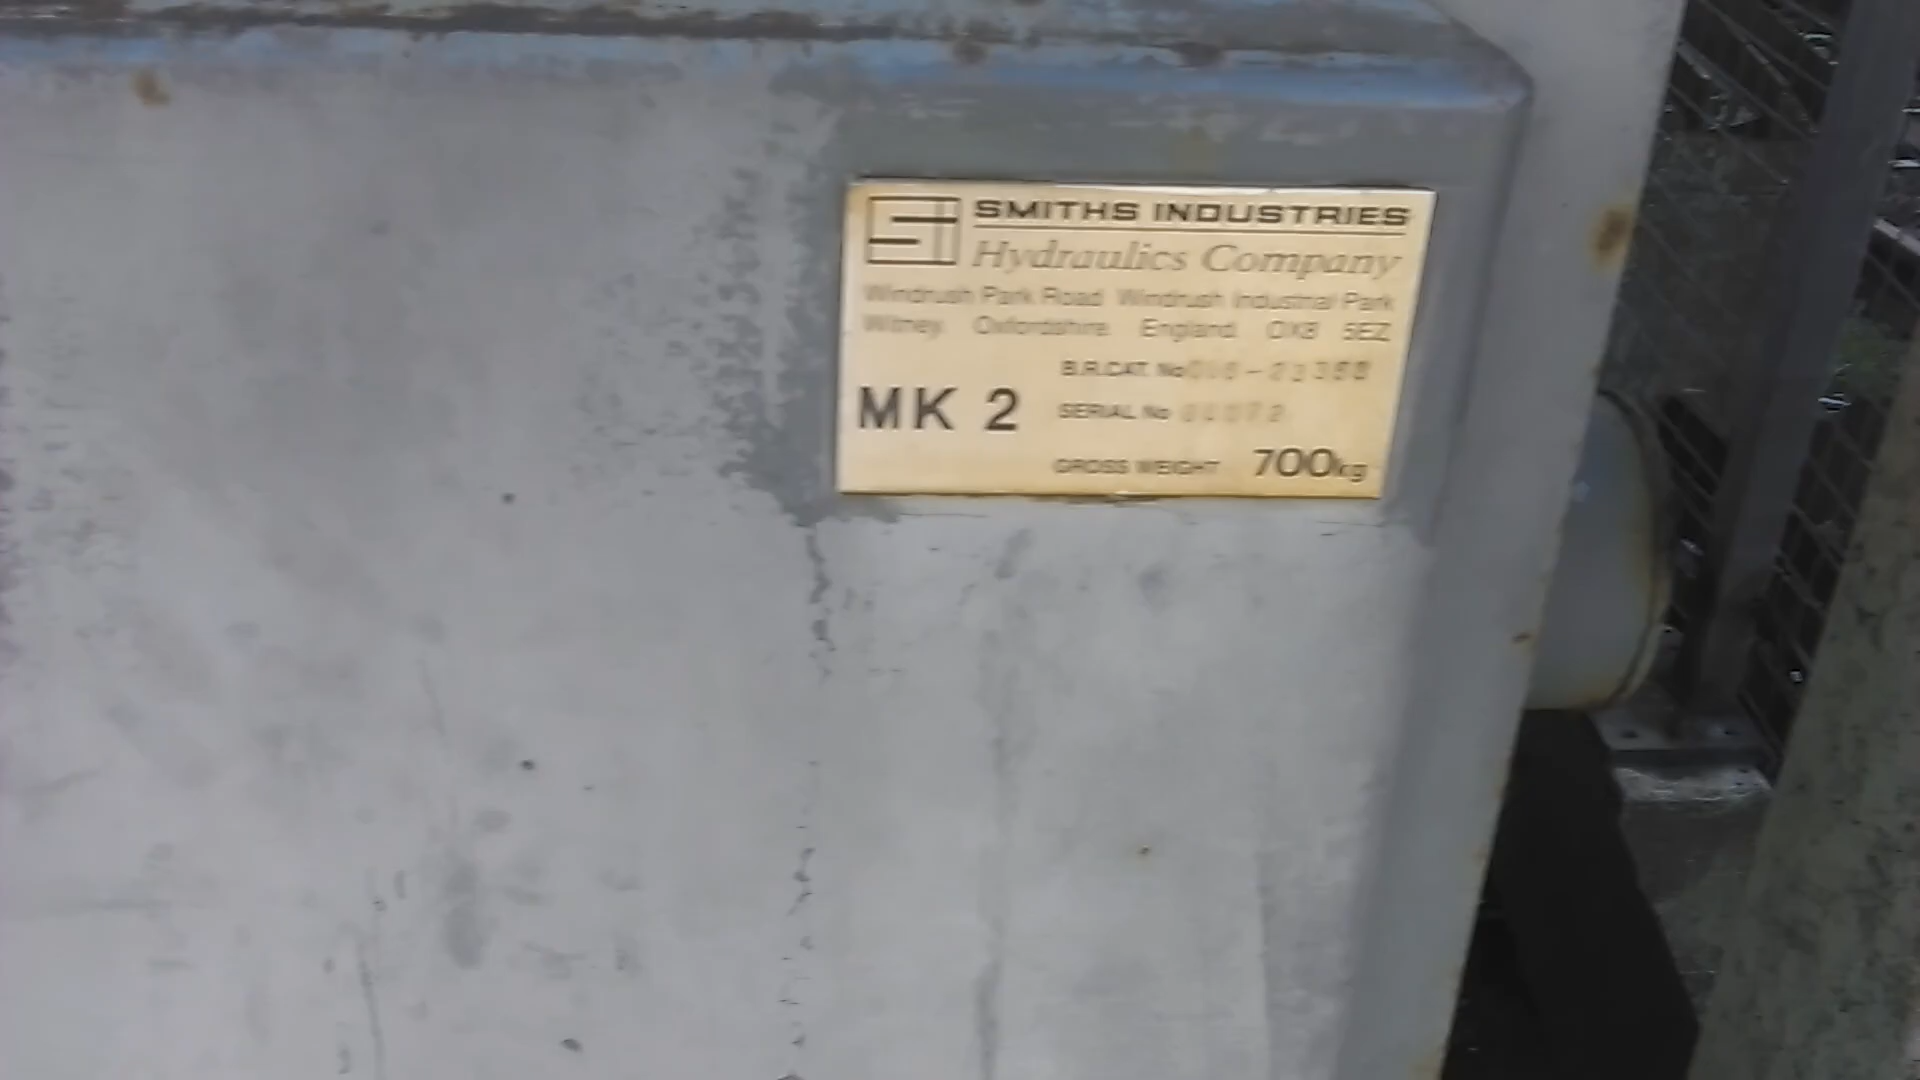 SMITHS INDUSTRIES
Hydraulics Company
Windrush Park Road Windrush Industrial Park
Witney. Oxfordshire. England. OX8 5EZ
B.R.CAT. No
MK 2 SERIAL No
GROSS WEIGHT 700kg